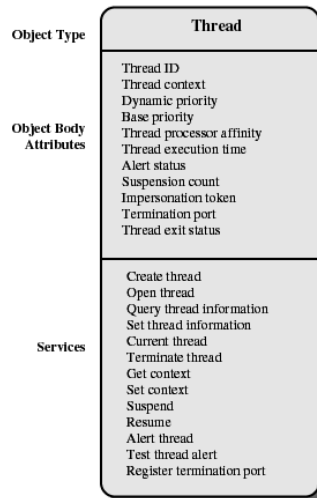 Object Type
Thread
Object Body
Attributes
Thread ID
Thread context
Dynamic priority
Base priority
Thread processor affinity
Thread execution time
Alert status
Suspension count
Impersonation token
Termination port
Thread exit status
Services
Create thread
Open thread
Query thread information
Set thread information
Current thread
Terminate thread
Get context
Set context
Suspend
Resume
Alert thread
Test thread alert
Register termination port